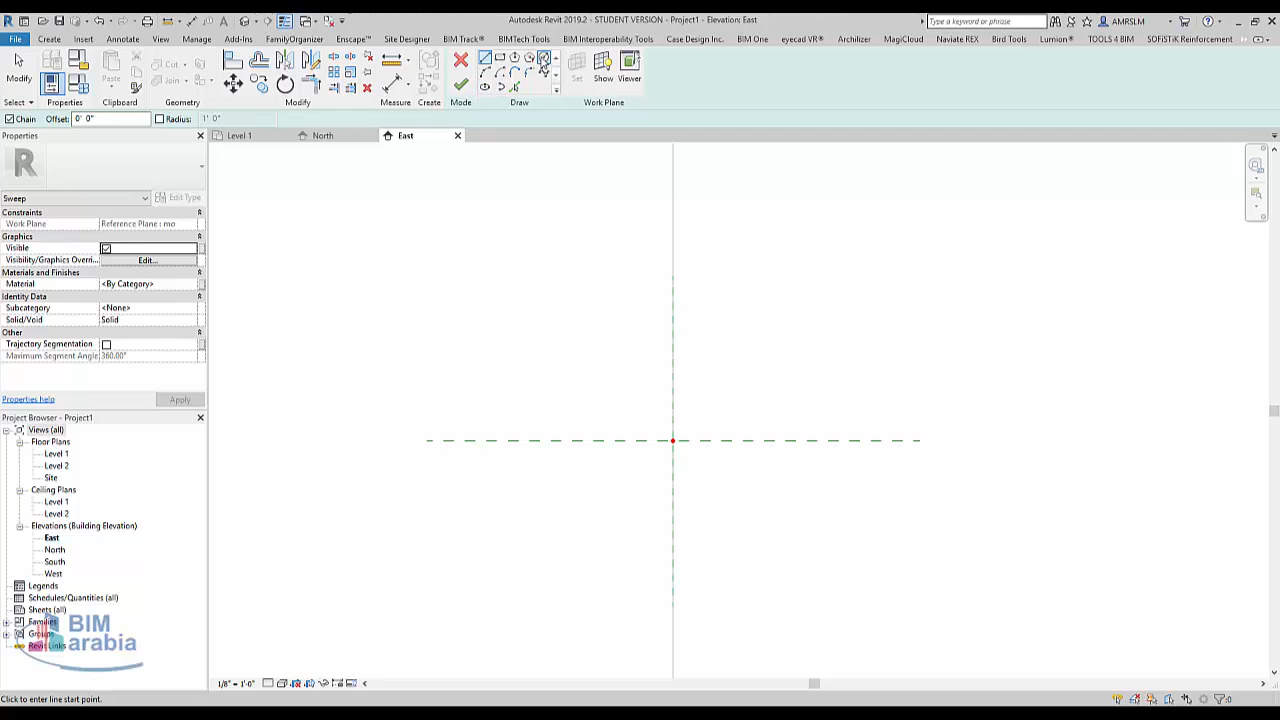 Autodesk Revit 2019.2 - STUDENT VERSION - Project1 - Elevation: East
Type a keyword or phrase
AMRSLM
File Create Insert Annotate View Manage Add-Ins FamilyOrganizer Enscape™ Site Designer BIM Track® BIMTech Tools BIM Interoperability Tools Case Design Inc. BIM One eyecad VR® Archilizer MagiCloud Naviate REX Bird Tools Lumion® TOOLS 4 BIM SOFiSTiK Reinforcement
Modify Paste Cut Join Set Show Viewer
Select Properties Clipboard Geometry Modify Measure Create Mode Draw Work Plane
Chain Offset: 0' 0" Radius: 1' 0"
Properties
Level 1 North East
Sweep Edit Type
Constraints
Work Plane Reference Plane : mo
Graphics
Visible
Visibility/Graphics Overri... Edit...
Materials and Finishes
Material <By Category>
Identity Data
Subcategory <None>
Solid/Void Solid
Other
Trajectory Segmentation
Maximum Segment Angle 360.00°
Properties help Apply
Project Browser - Project1
Views (all)
Floor Plans
Level 1
Level 2
Site
Ceiling Plans
Level 1
Level 2
Elevations (Building Elevation)
East
North
South
West
Legends
Schedules/Quantities (all)
Sheets (all)
Families
Groups
Revit Links
BIM
arabia
1/8" = 1'-0"
Click to enter line start point.
:0